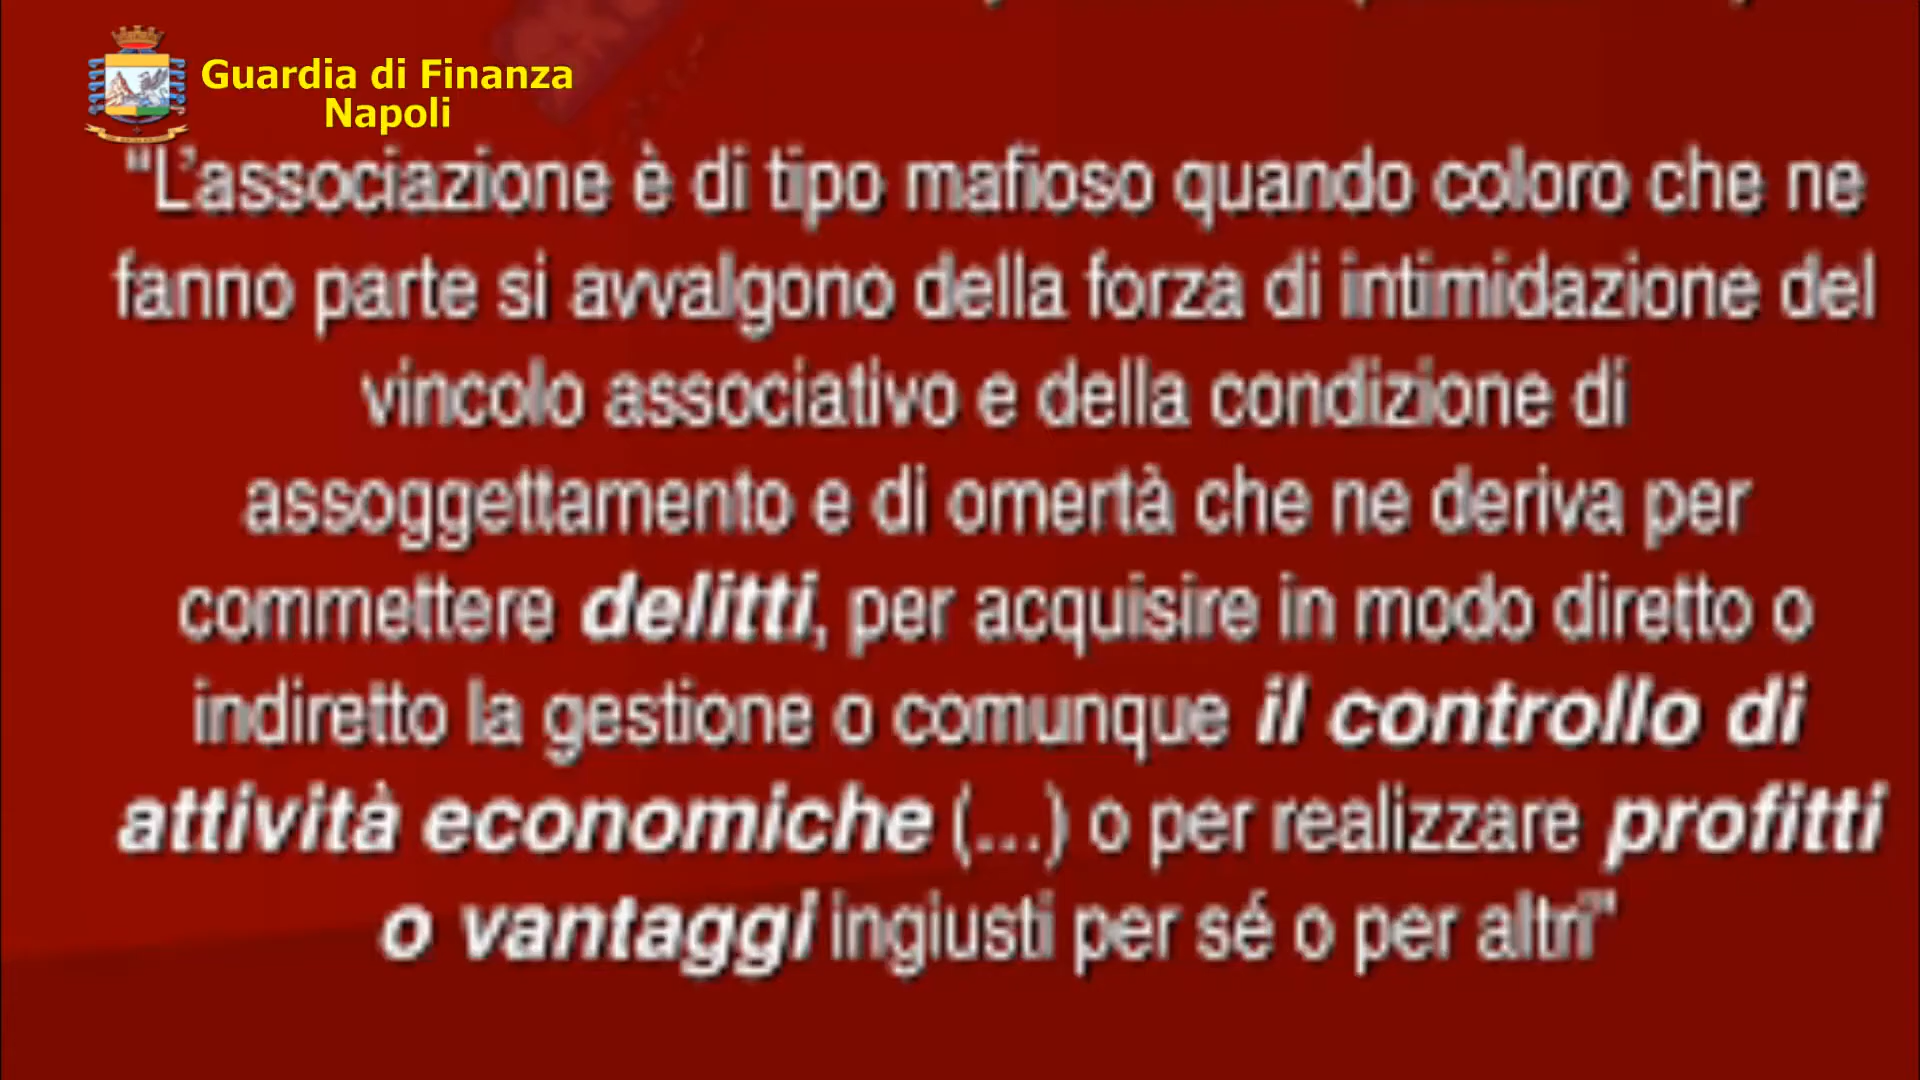 Guardia di Finanza
Napoli
"L'associazione è di tipo mafioso quando coloro che ne
fanno parte si avvalgono della forza di intimidazione del
vincolo associativo e della condizione di
assoggettamento e di omertà che ne deriva per
commettere delitti, per acquisire in modo diretto o
indiretto la gestione o comunque il controllo di
attività economiche (...) o per realizzare profitti
o vantaggi ingiusti per sé o per altri"